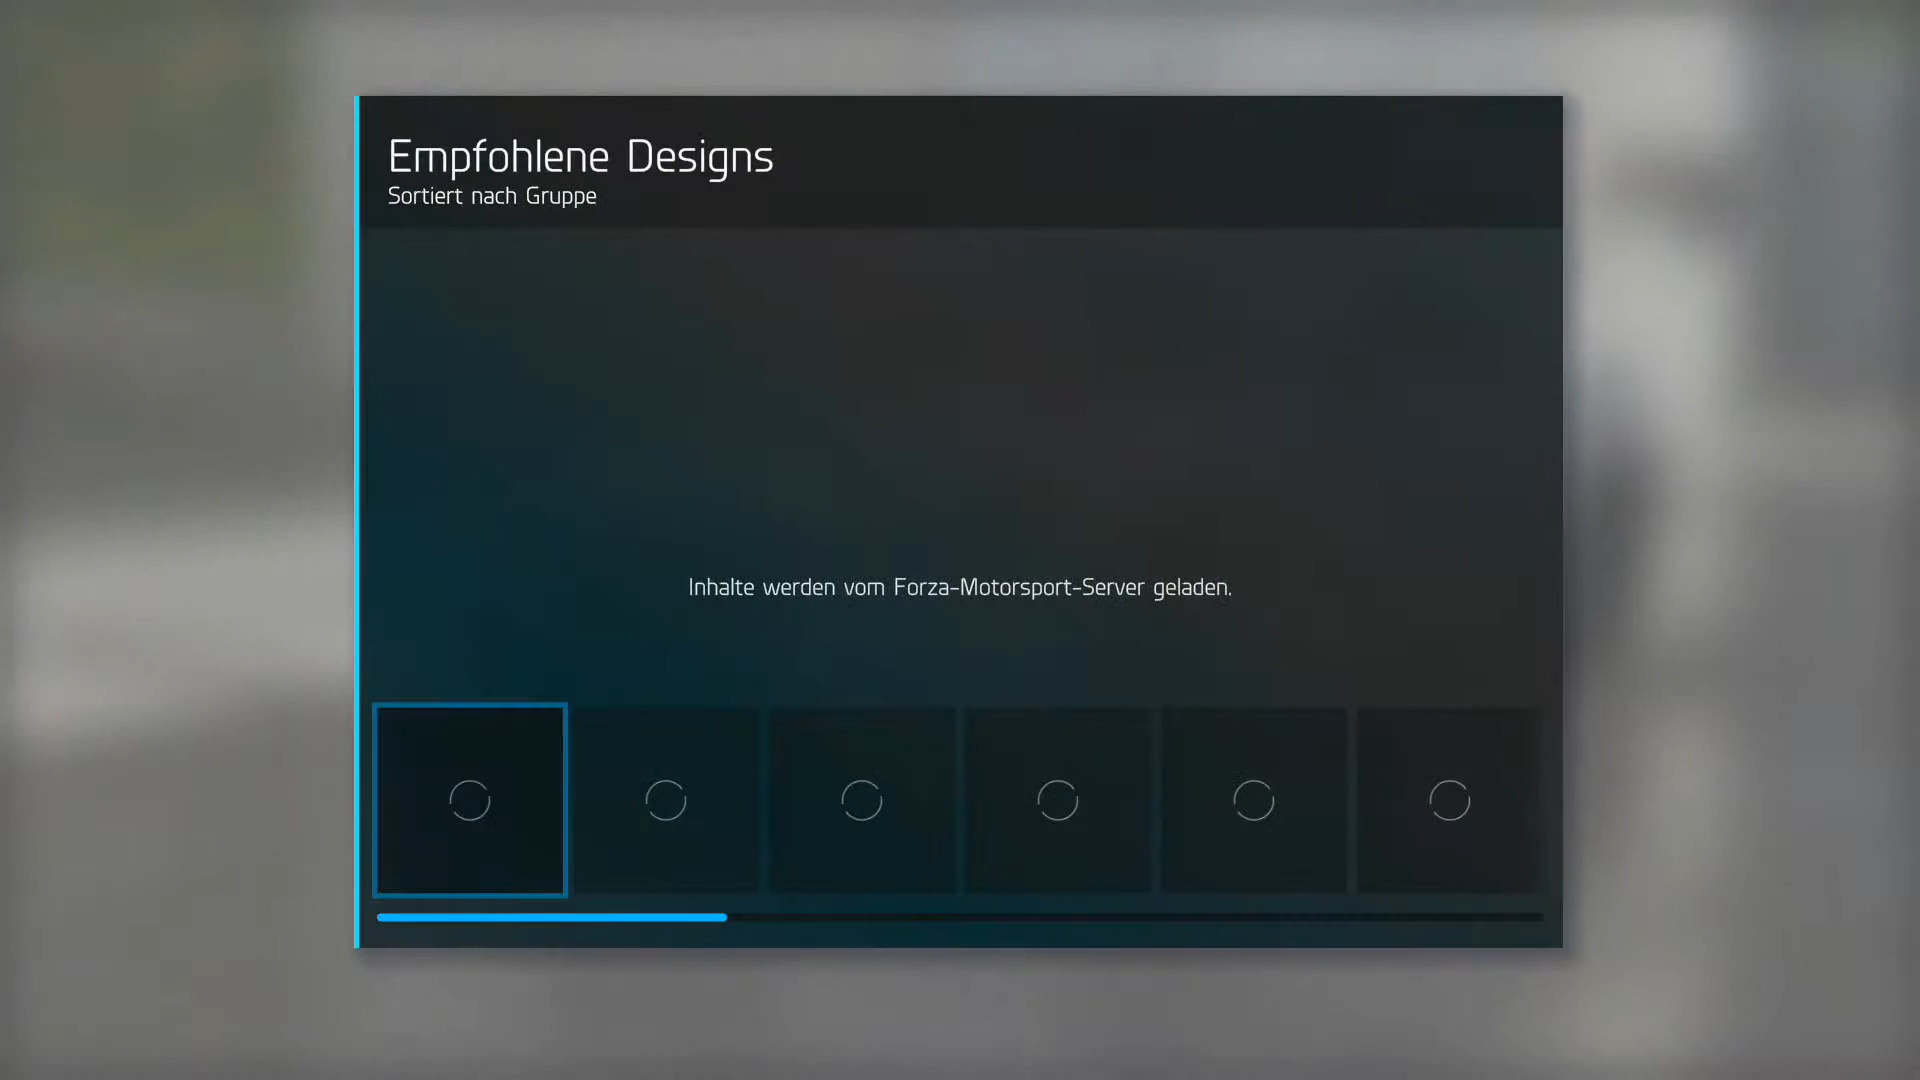 Empfohlene Designs
Sortiert nach Gruppe
Inhalte werden vom Forza-Motorsport-Server geladen.